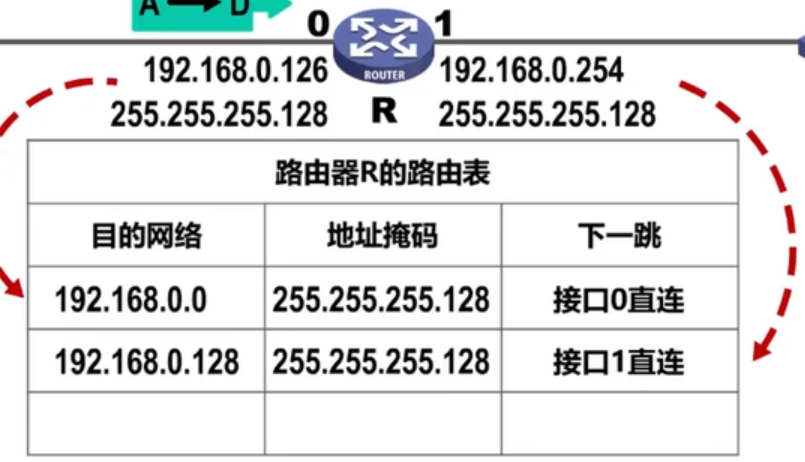 A → D
0 1
192.168.0.126 192.168.0.254
ROUTER
255.255.255.128 R 255.255.255.128
路由器R的路由表
目的网络 地址掩码 下一跳
192.168.0.0 255.255.255.128 接口0直连
192.168.0.128 255.255.255.128 接口1直连